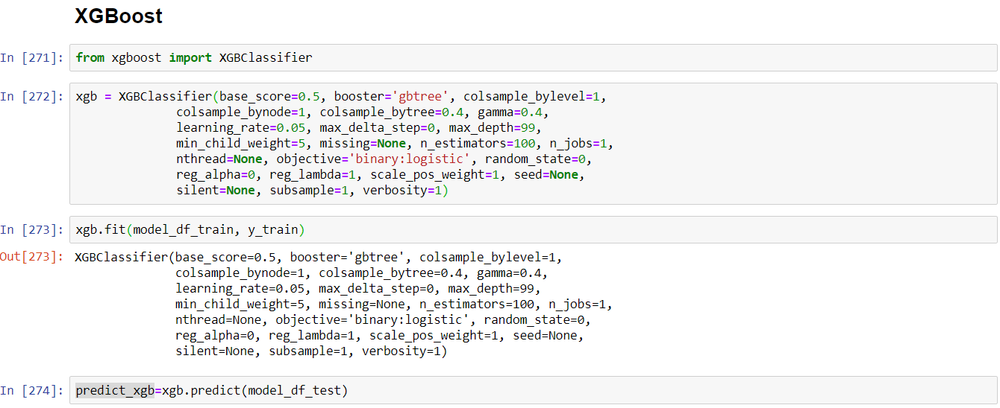 XGBoost
In [271]: from xgboost import XGBClassifier
In [272]: xgb = XGBClassifier(base_score=0.5, booster='gbtree', colsample_bylevel=1,
colsample_bynode=1, colsample_bytree=0.4, gamma=0.4,
learning_rate=0.05, max_delta_step=0, max_depth=99,
min_child_weight=5, missing=None, n_estimators=100, n_jobs=1,
nthread=None, objective='binary:logistic', random_state=0,
reg_alpha=0, reg_lambda=1, scale_pos_weight=1, seed=None,
silent=None, subsample=1, verbosity=1)
In [273]: xgb.fit(model_df_train, y_train)
Out[273]: XGBClassifier(base_score=0.5, booster='gbtree', colsample_bylevel=1,
colsample_bynode=1, colsample_bytree=0.4, gamma=0.4,
learning_rate=0.05, max_delta_step=0, max_depth=99,
min_child_weight=5, missing=None, n_estimators=100, n_jobs=1,
nthread=None, objective='binary:logistic', random_state=0,
reg_alpha=0, reg_lambda=1, scale_pos_weight=1, seed=None,
silent=None, subsample=1, verbosity=1)
In [274]: predict_xgb=xgb.predict(model_df_test)